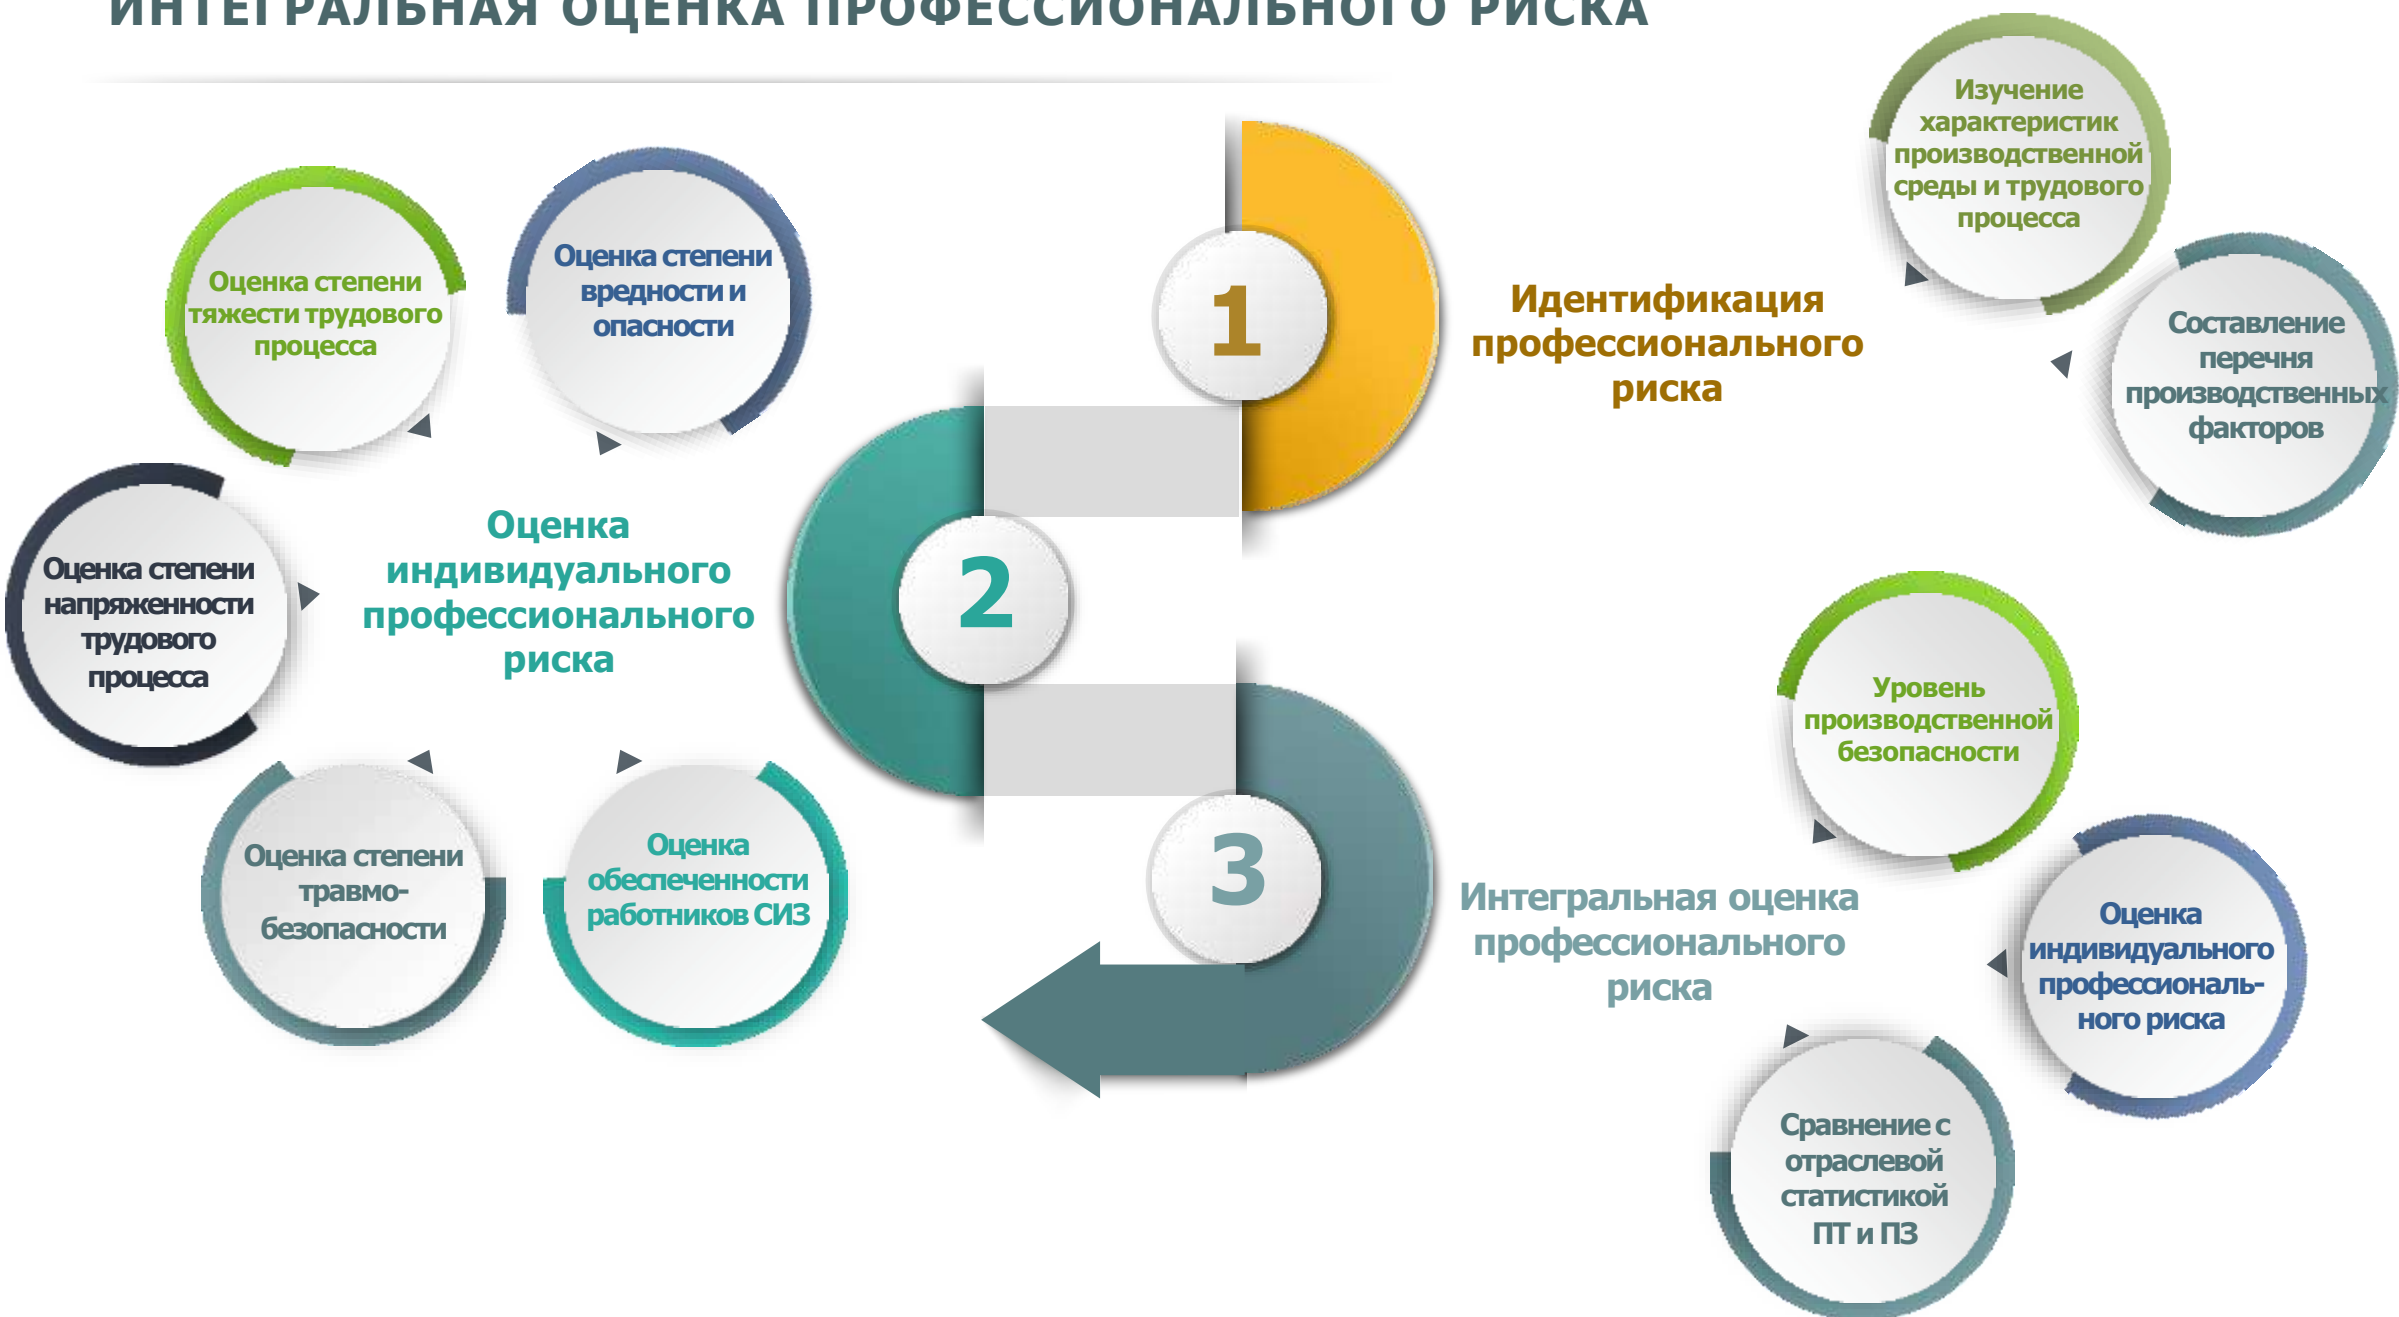 ИНТЕГРАЛЬНАЯ ОЦЕНКА ПРОФЕССИОНАЛЬНОГО РИСКА
1
Идентификация
профессионального
риска
Изучение
характеристик
производственной
среды и трудового
процесса
Составление
перечня
производственных
факторов
2
Оценка
индивидуального
профессионального
риска
Оценка степени
вредности и
опасности
Оценка степени
тяжести трудового
процесса
Оценка степени
напряженности
трудового
процесса
Оценка степени
травмо-
безопасности
Оценка
обеспеченности
работников СИЗ
3
Интегральная оценка
профессионального
риска
Уровень
производственной
безопасности
Оценка
индивидуального
профессиональ-
ного риска
Сравнение с
отраслевой
статистикой
ПТ и ПЗ